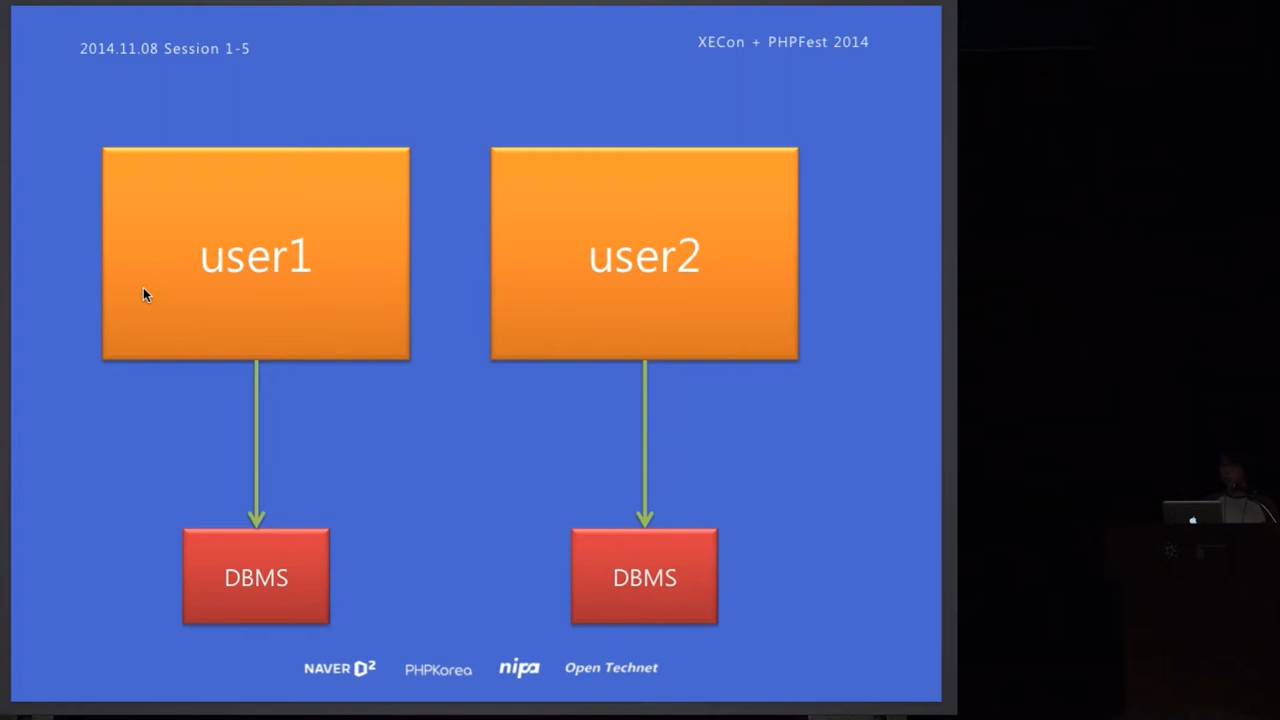 2014.11.08 Session 1-5
XECon + PHPFest 2014
user1
user2
DBMS
DBMS
NAVER D2
PHPKorea
nipa
Open Technet